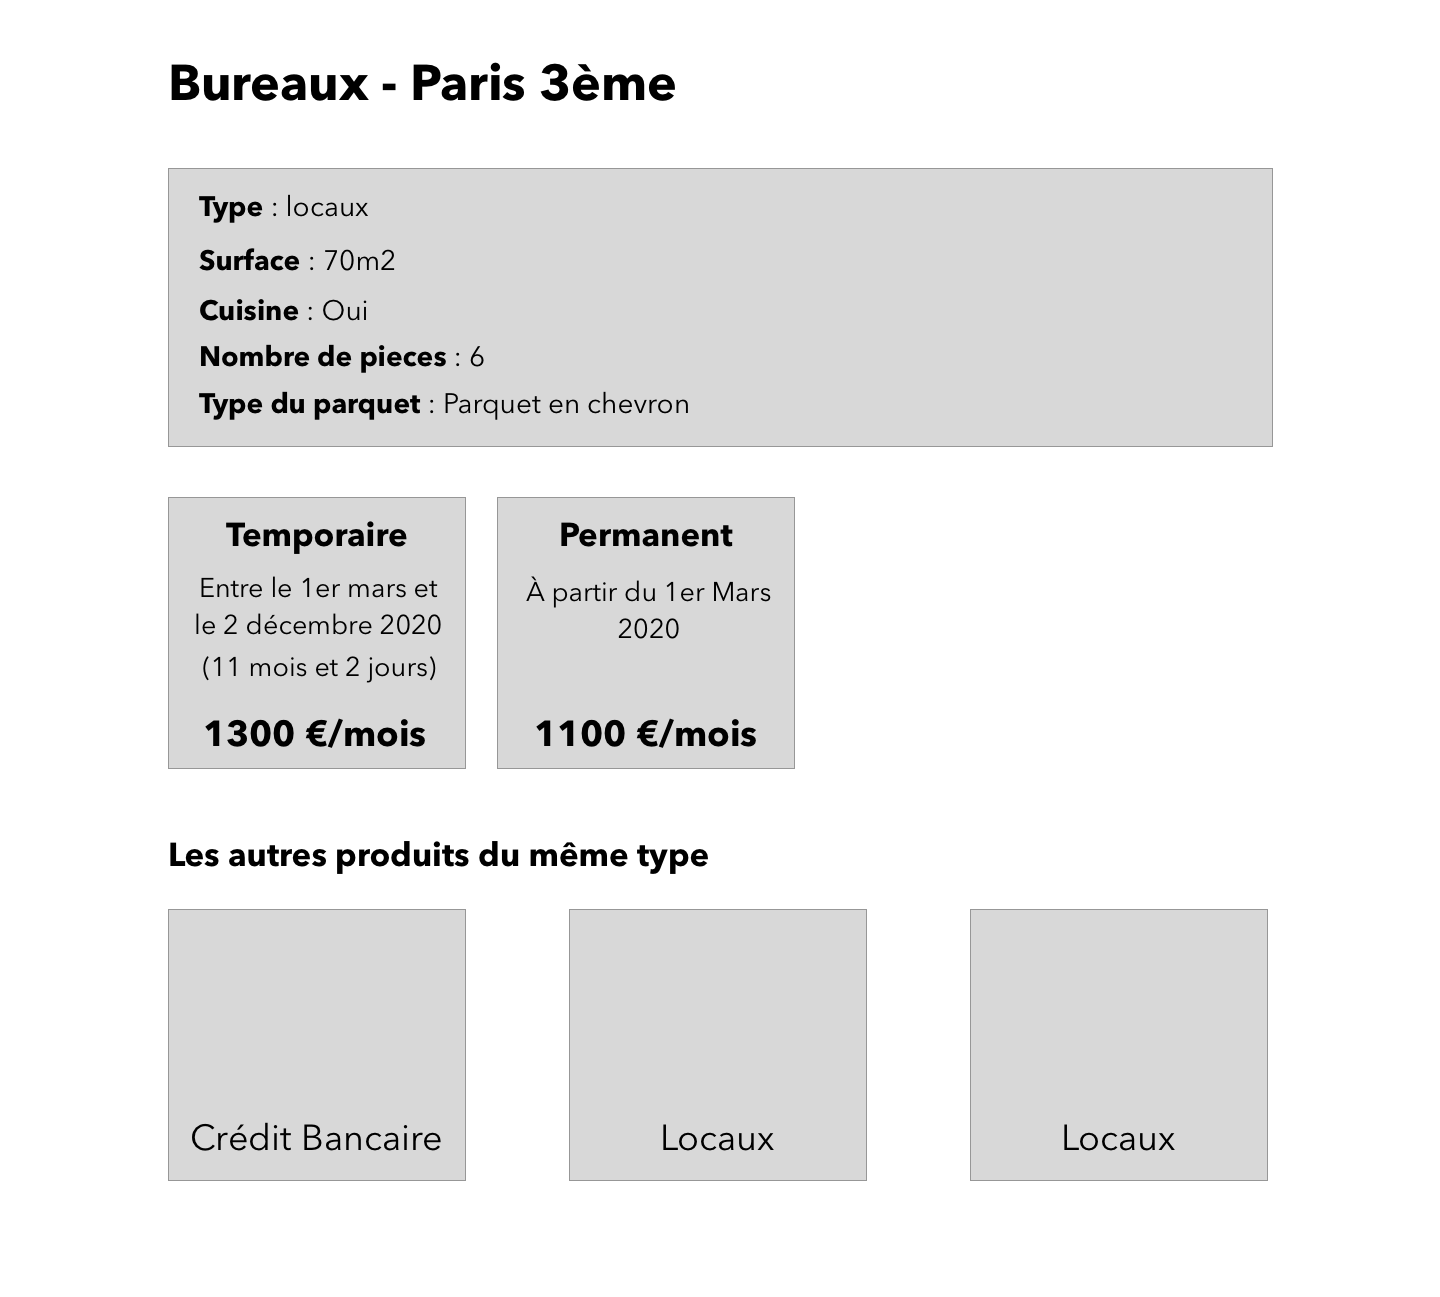 Bureaux - Paris 3ème
Type : locaux
Surface : 70m2
Cuisine : Oui
Nombre de pieces : 6
Type du parquet : Parquet en chevron
Temporaire
Entre le 1er mars et
le 2 décembre 2020
(11 mois et 2 jours)
1300 €/mois
Permanent
À partir du 1er Mars
2020
1100 €/mois
Les autres produits du même type
Crédit Bancaire
Locaux
Locaux